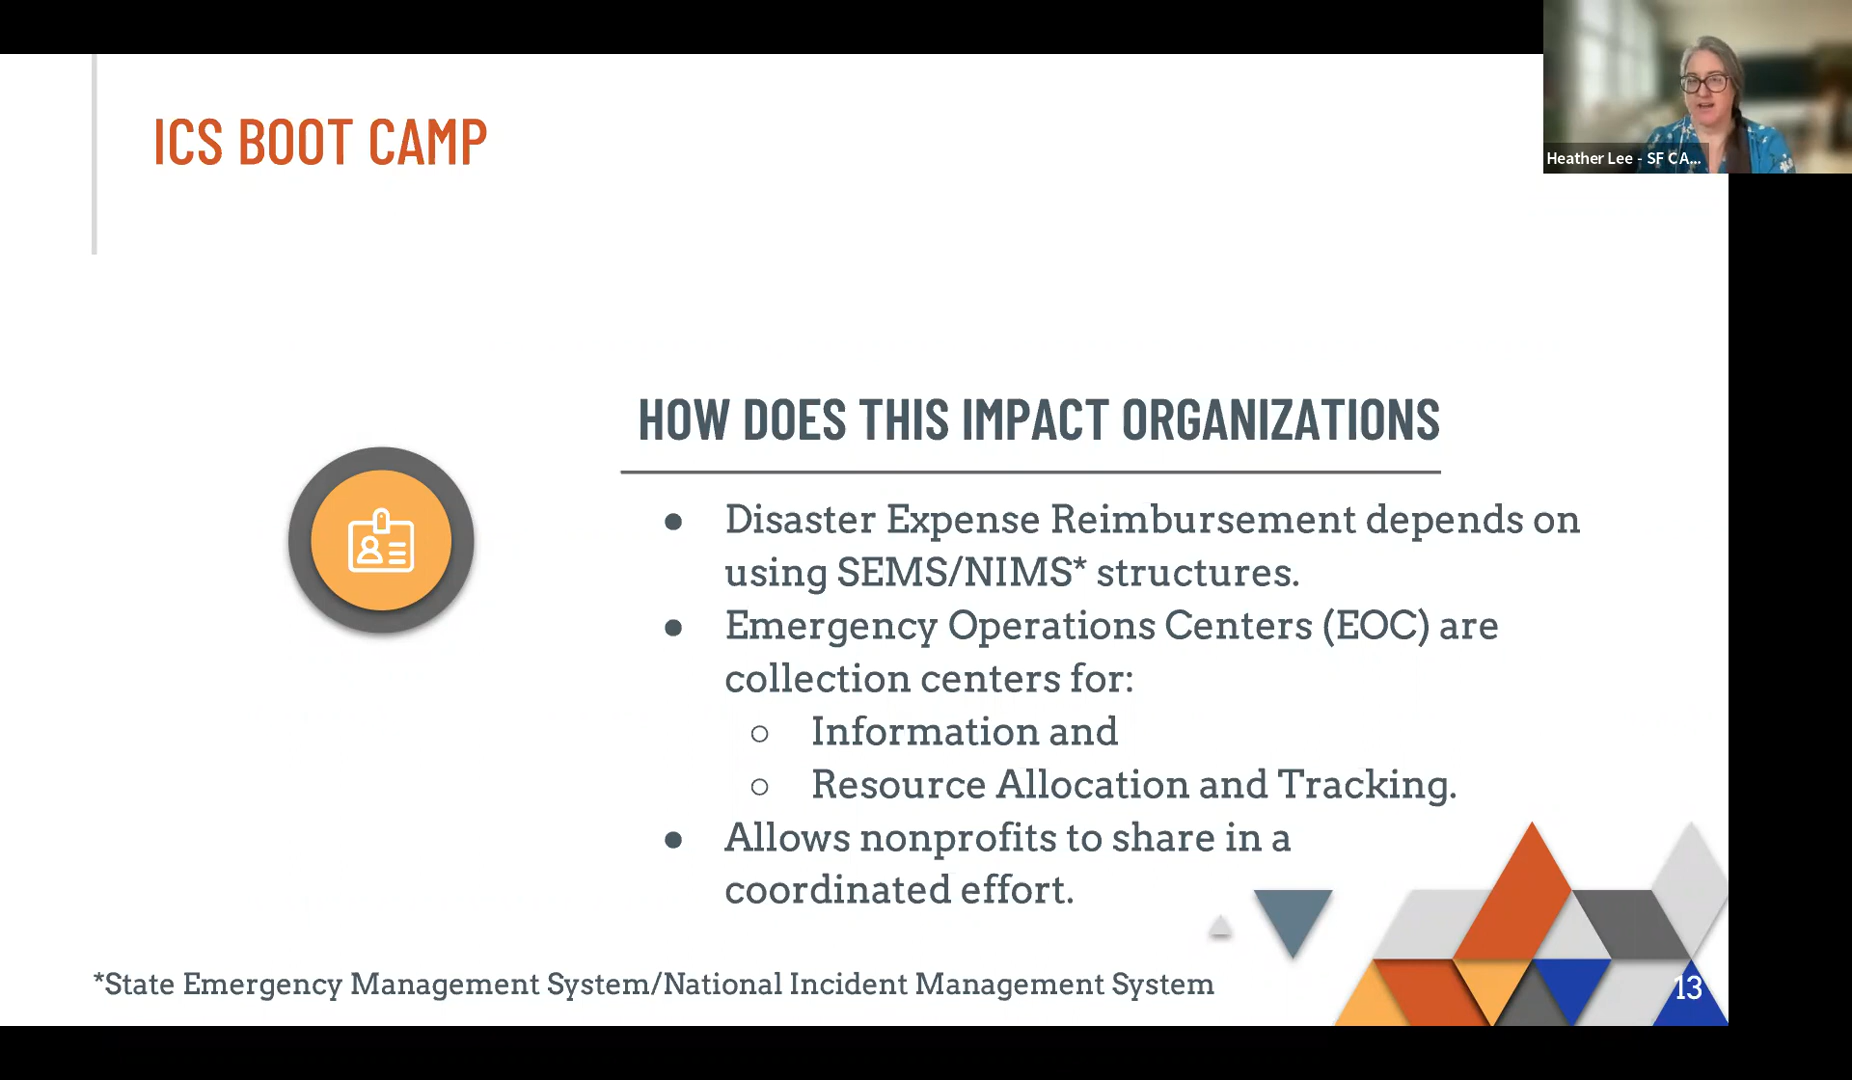 ICS BOOT CAMP
Heather Lee - SF CA...
HOW DOES THIS IMPACT ORGANIZATIONS
● Disaster Expense Reimbursement depends on
using SEMS/NIMS* structures.
● Emergency Operations Centers (EOC) are
collection centers for:
○ Information and
○ Resource Allocation and Tracking.
● Allows nonprofits to share in a
coordinated effort.
*State Emergency Management System/National Incident Management System
13